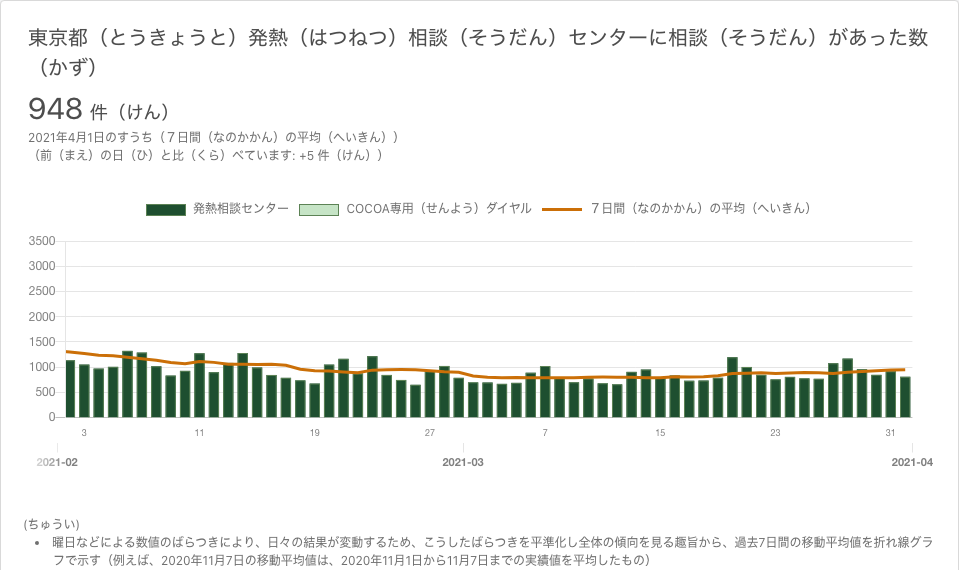 東京都（とうきょうと）発熱（はつねつ）相談（そうだん）センターに相談（そうだん）があった数
（かず）
948 件（けん）
2021年4月1日のすうち（７日間（なのかかん）の平均（へいきん））
（前（まえ）の日（ひ）と比（くら）べています: +5 件（けん））
発熱相談センター COCOA専用（せんよう）ダイヤル ７日間（なのかかん）の平均（へいきん）
3500
3000
2500
2000
1500
1000
500
0
3 11 19 27 7 15 23 31
2021-02 2021-03 2021-04
(ちゅうい)
• 曜日などによる数値のばらつきにより、日々の結果が変動するため、こうしたばらつきを平準化し全体の傾向を見る趣旨から、過去7日間の移動平均値を折れ線グラ
フで示す（例えば、2020年11月7日の移動平均値は、2020年11月1日から11月7日までの実績値を平均したもの）